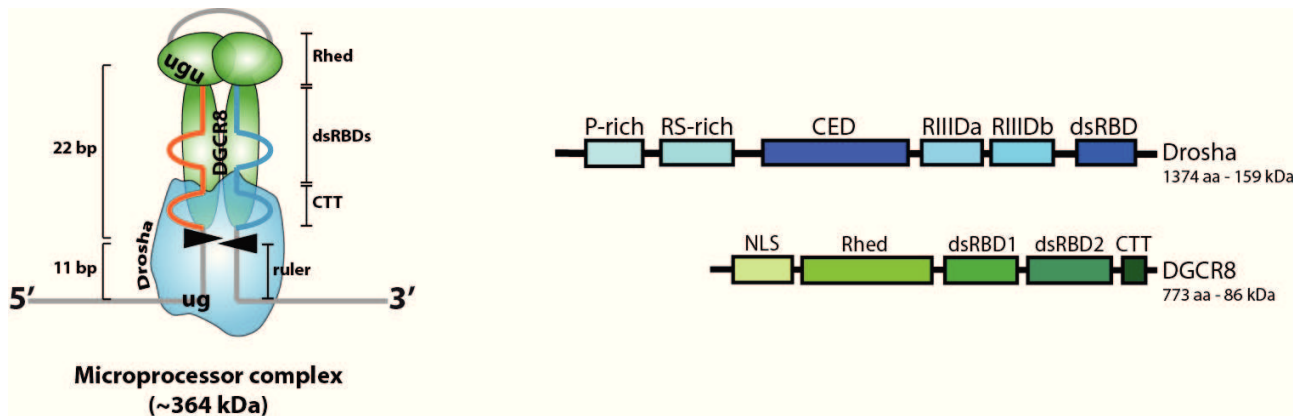 ugu
Rhed
22 bp
DGCR8
dsRBDs
CTT
Drosha
11 bp
ruler
5′
ug
3′
Microprocessor complex
(~364 kDa)
P-rich RS-rich CED RIIIDa RIIIDb dsRBD
Drosha
1374 aa - 159 kDa
NLS Rhed dsRBD1 dsRBD2 CTT
DGCR8
773 aa - 86 kDa